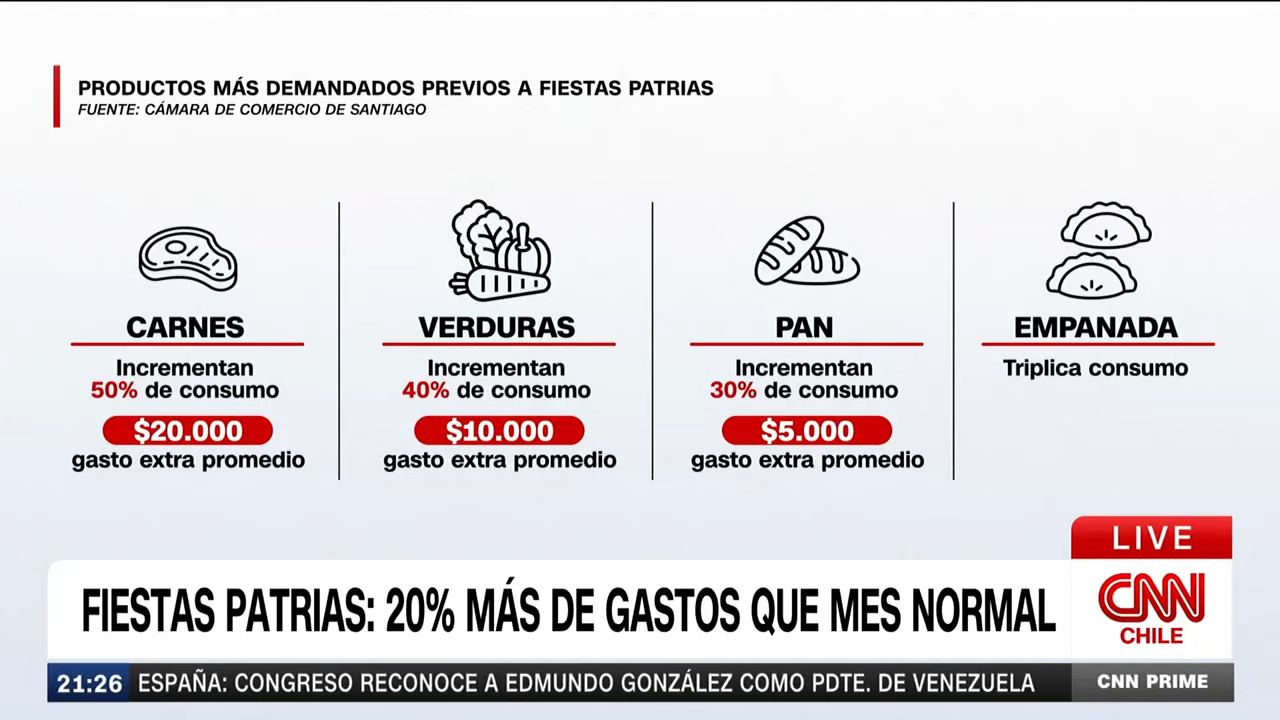 PRODUCTOS MÁS DEMANDADOS PREVIOS A FIESTAS PATRIAS
FUENTE: CÁMARA DE COMERCIO DE SANTIAGO
CARNES
Incrementan
50% de consumo
$20.000
gasto extra promedio
VERDURAS
Incrementan
40% de consumo
$10.000
gasto extra promedio
PAN
Incrementan
30% de consumo
$5.000
gasto extra promedio
EMPANADA
Triplica consumo
LIVE
FIESTAS PATRIAS: 20% MÁS DE GASTOS QUE MES NORMAL
CNN
CHILE
21:26 ESPAÑA: CONGRESO RECONOCE A EDMUNDO GONZÁLEZ COMO PDTE. DE VENEZUELA
CNN PRIME